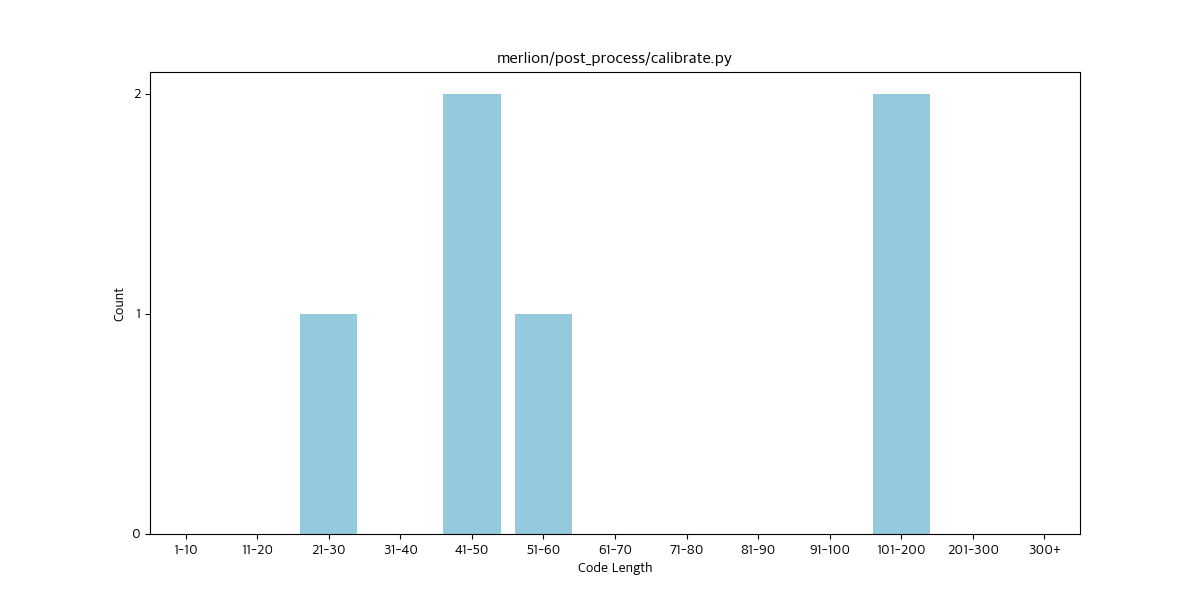 merlion/post_process/calibrate.py
2
1
0
Count
1-10 11-20 21-30 31-40 41-50 51-60 61-70 71-80 81-90 91-100 101-200 201-300 300+
Code Length